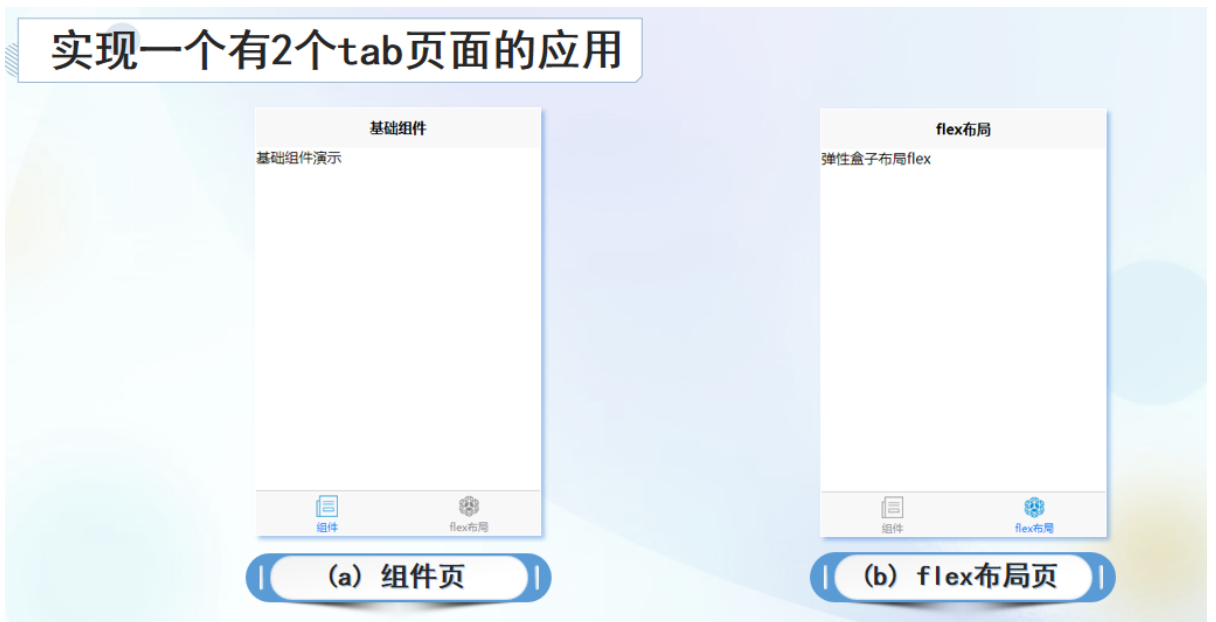 实现一个有2个tab页面的应用
基础组件
基础组件演示
组件
flex布局
(a) 组件页
flex布局
弹性盒子布局flex
组件
flex布局
(b) flex布局页